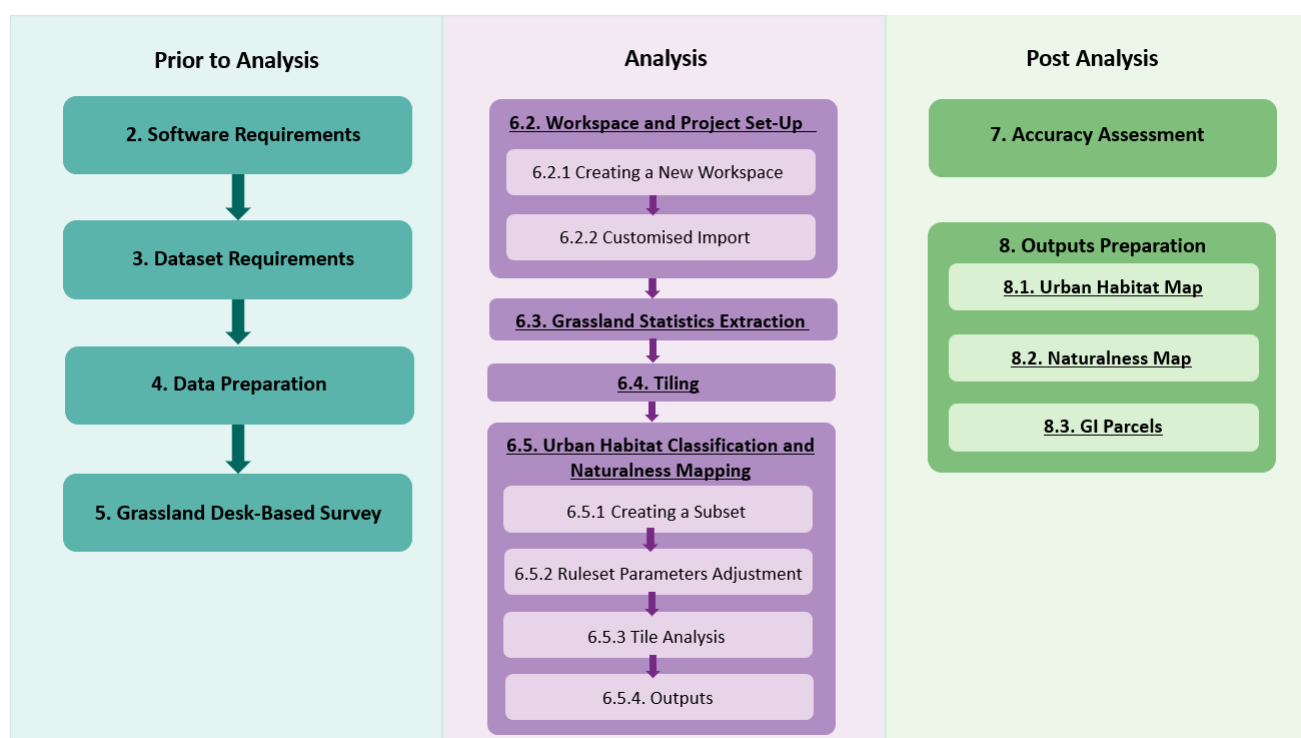 Prior to Analysis
2. Software Requirements
3. Dataset Requirements
4. Data Preparation
5. Grassland Desk-Based Survey
Analysis
6.2. Workspace and Project Set-Up
6.2.1 Creating a New Workspace
6.2.2 Customised Import
6.3. Grassland Statistics Extraction
6.4. Tiling
6.5. Urban Habitat Classification and
Naturalness Mapping
6.5.1 Creating a Subset
6.5.2 Ruleset Parameters Adjustment
6.5.3 Tile Analysis
6.5.4. Outputs
Post Analysis
7. Accuracy Assessment
8. Outputs Preparation
8.1. Urban Habitat Map
8.2. Naturalness Map
8.3. GI Parcels